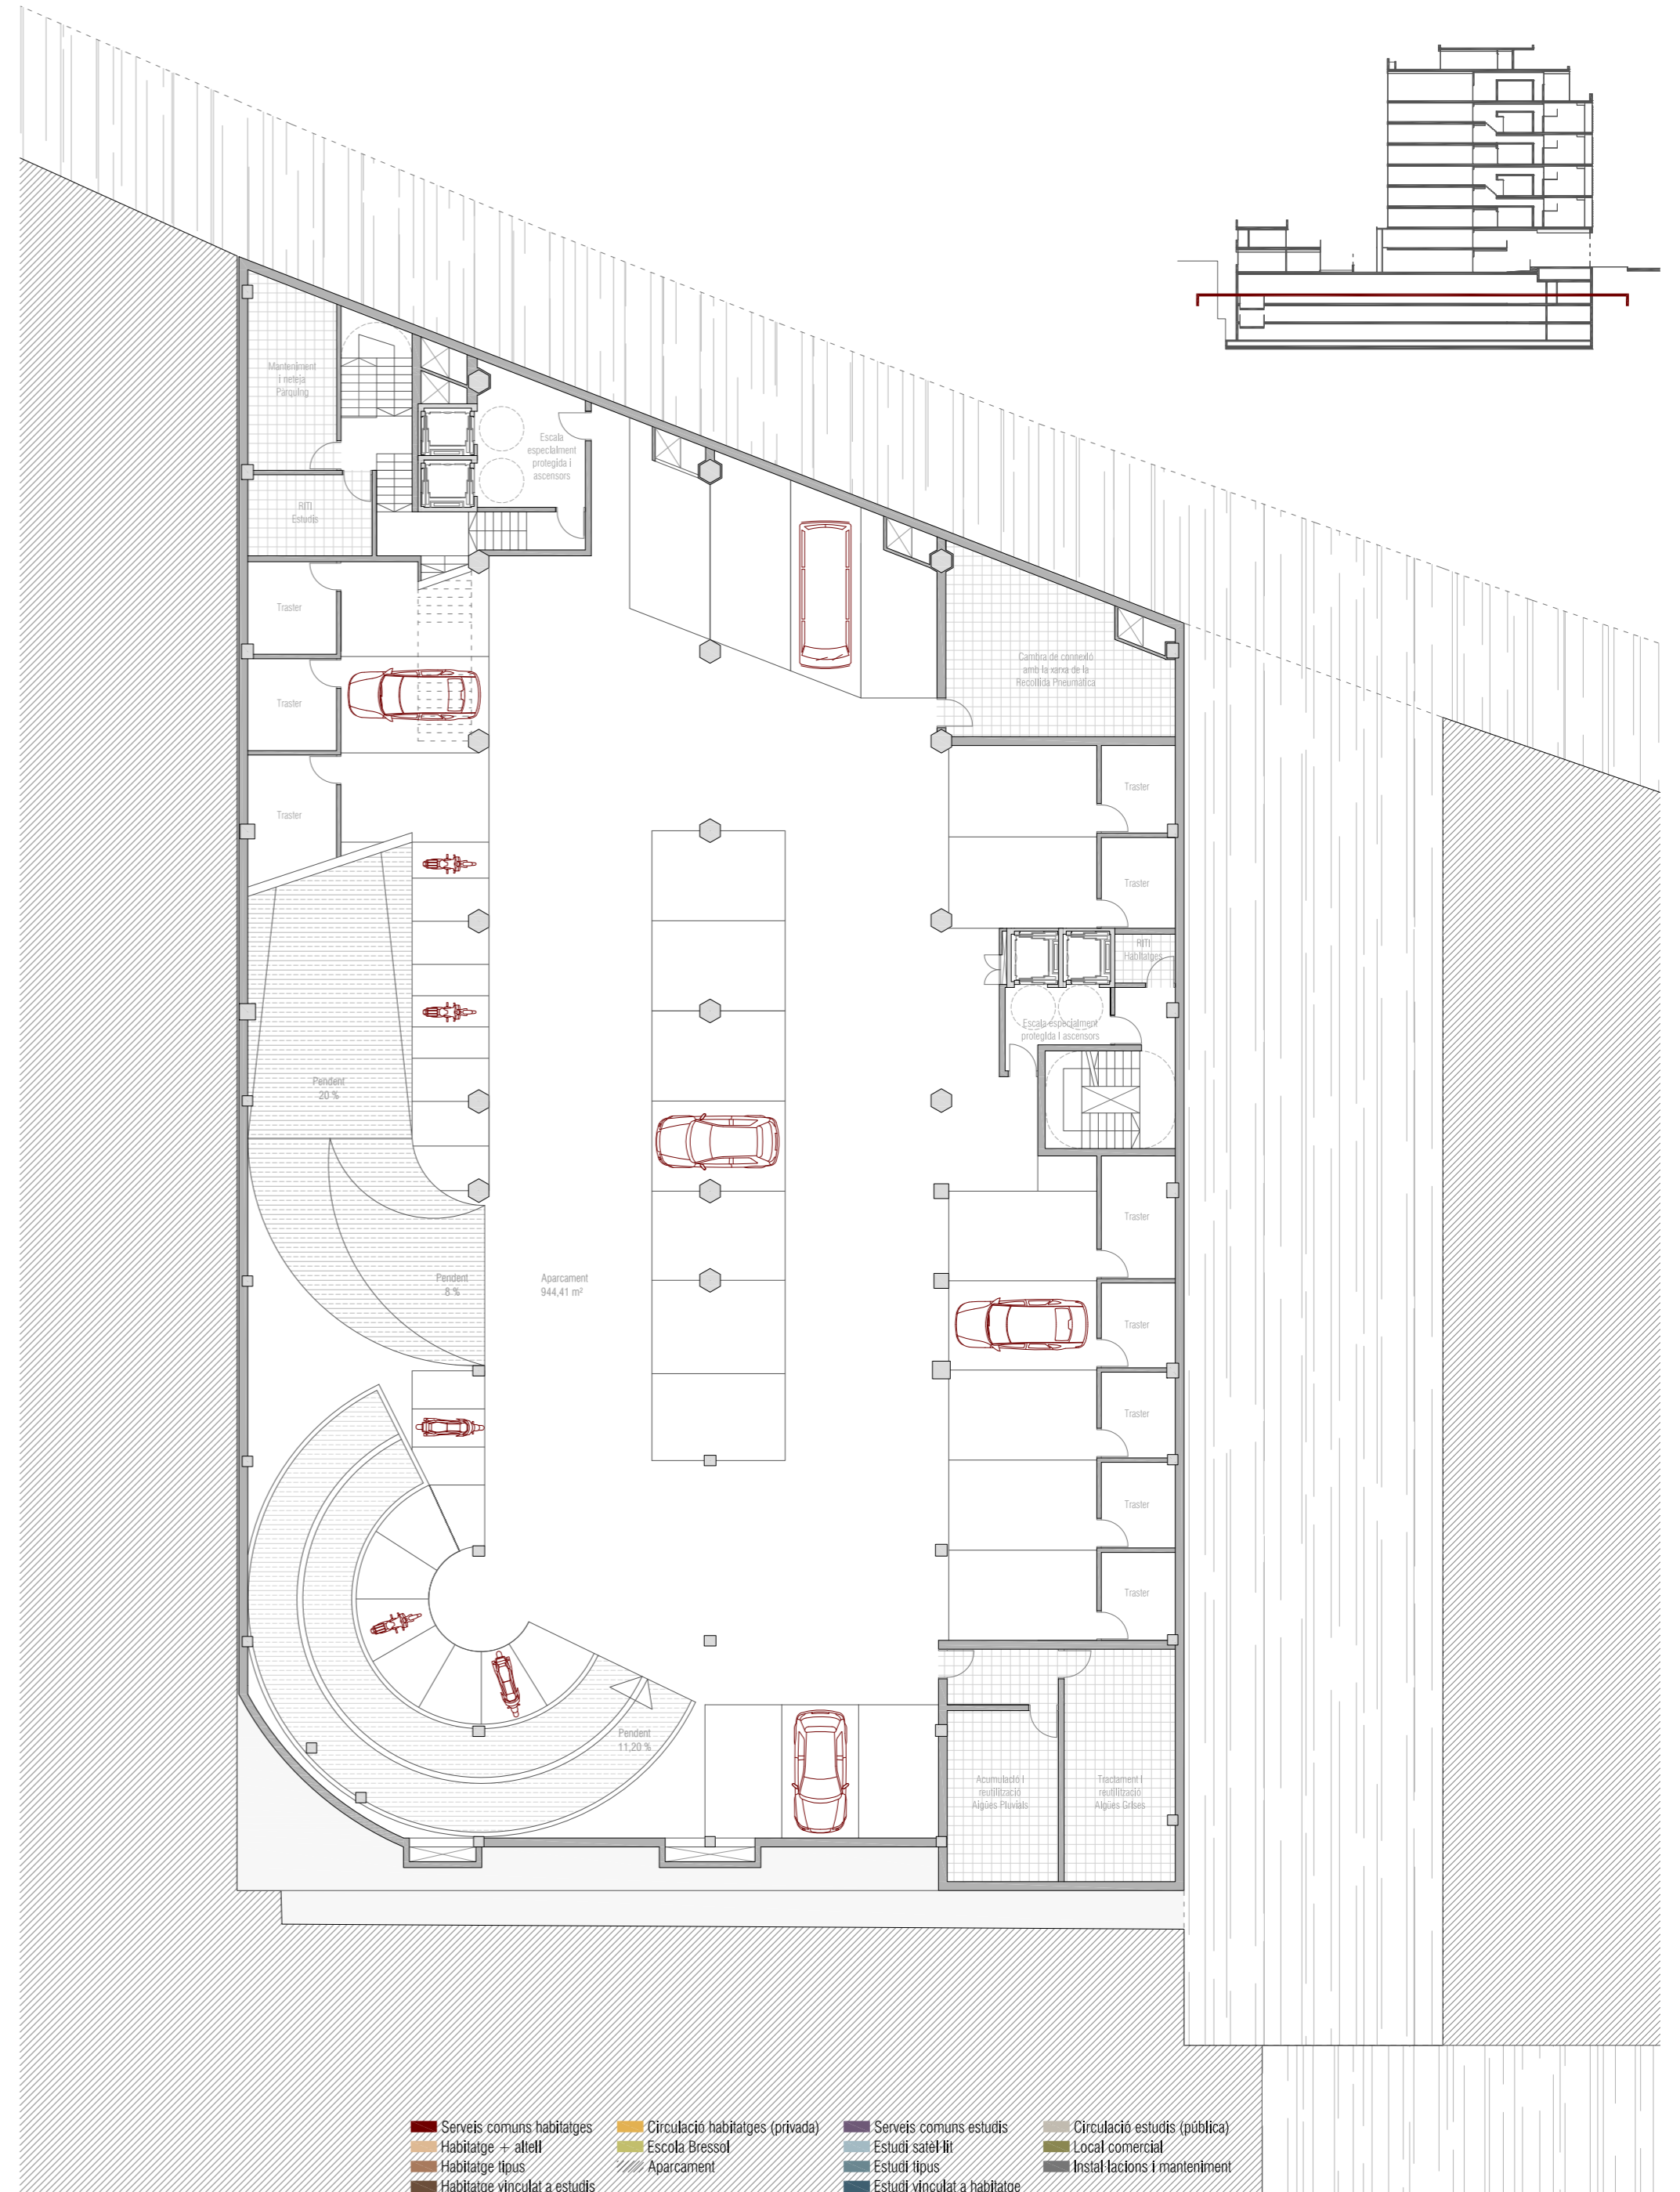 Manteniment
i neteja
Parquing
Escala
especialment
protegida i
ascensors
RITI
Estudis
Traster
Cambra de connexió
amb la xarxa de la
Recollida Pneumàtica
Traster
Traster
Traster
Traster
RITI
Habitatges
Escala especialment
protegida i ascensors
Pendent
20 %
Traster
Pendent
8 %
Aparcament
944,41 m²
Traster
Traster
Traster
Traster
Pendent
11,20 %
Acumulació i
reutilització
Aigües Pluvials
Tractament i
reutilització
Aigües Grises
Serveis comuns habitatges
Habitatge + altell
Habitatge tipus
Habitatge vinculat a estudis
Circulació habitatges (privada)
Escola Bressol
Aparcament
Serveis comuns estudis
Estudi satèl·lit
Estudi tipus
Estudi vinculat a habitatge
Circulació estudis (pública)
Local comercial
Instal·lacions i manteniment